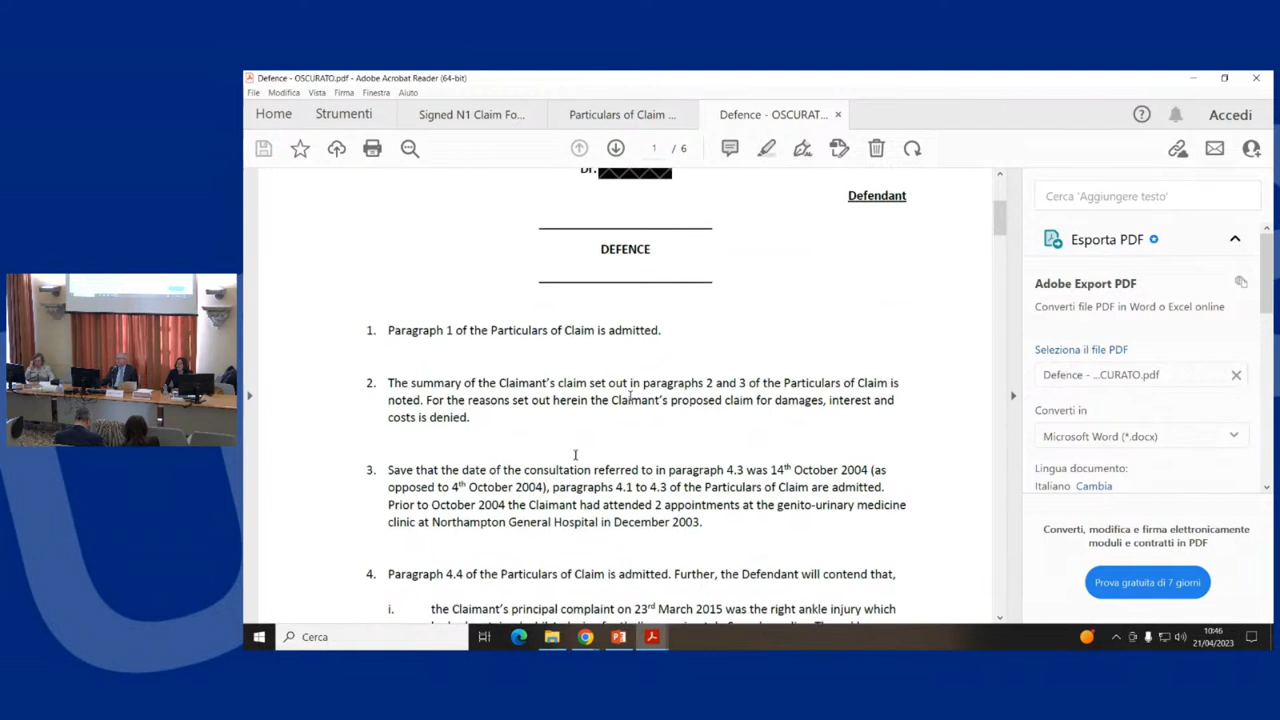 Defence - OSCURATO.pdf - Adobe Acrobat Reader (64-bit)
File Modifica Vista Firma Finestra Aiuto
Home Strumenti Signed N1 Claim Fo... Particulars of Claim ... Defence - OSCURAT... × Accedi
1 / 6
Dr.
Defendant
DEFENCE
1. Paragraph 1 of the Particulars of Claim is admitted.
2. The summary of the Claimant's claim set out in paragraphs 2 and 3 of the Particulars of Claim is
noted. For the reasons set out herein the Claimant's proposed claim for damages, interest and
costs is denied.
3. Save that the date of the consultation referred to in paragraph 4.3 was 14th October 2004 (as
opposed to 4th October 2004), paragraphs 4.1 to 4.3 of the Particulars of Claim are admitted.
Prior to October 2004 the Claimant had attended 2 appointments at the genito-urinary medicine
clinic at Northampton General Hospital in December 2003.
4. Paragraph 4.4 of the Particulars of Claim is admitted. Further, the Defendant will contend that,
i. the Claimant's principal complaint on 23rd March 2015 was the right ankle injury which
Cerca 'Aggiungere testo'
Esporta PDF
Adobe Export PDF
Converti file PDF in Word o Excel online
Seleziona il file PDF
Defence - ...CURATO.pdf
Converti in
Microsoft Word (*.docx)
Lingua documento:
Italiano Cambia
Converti, modifica e firma elettronicamente
moduli e contratti in PDF
Prova gratuita di 7 giorni
Cerca
10:46
21/04/2023